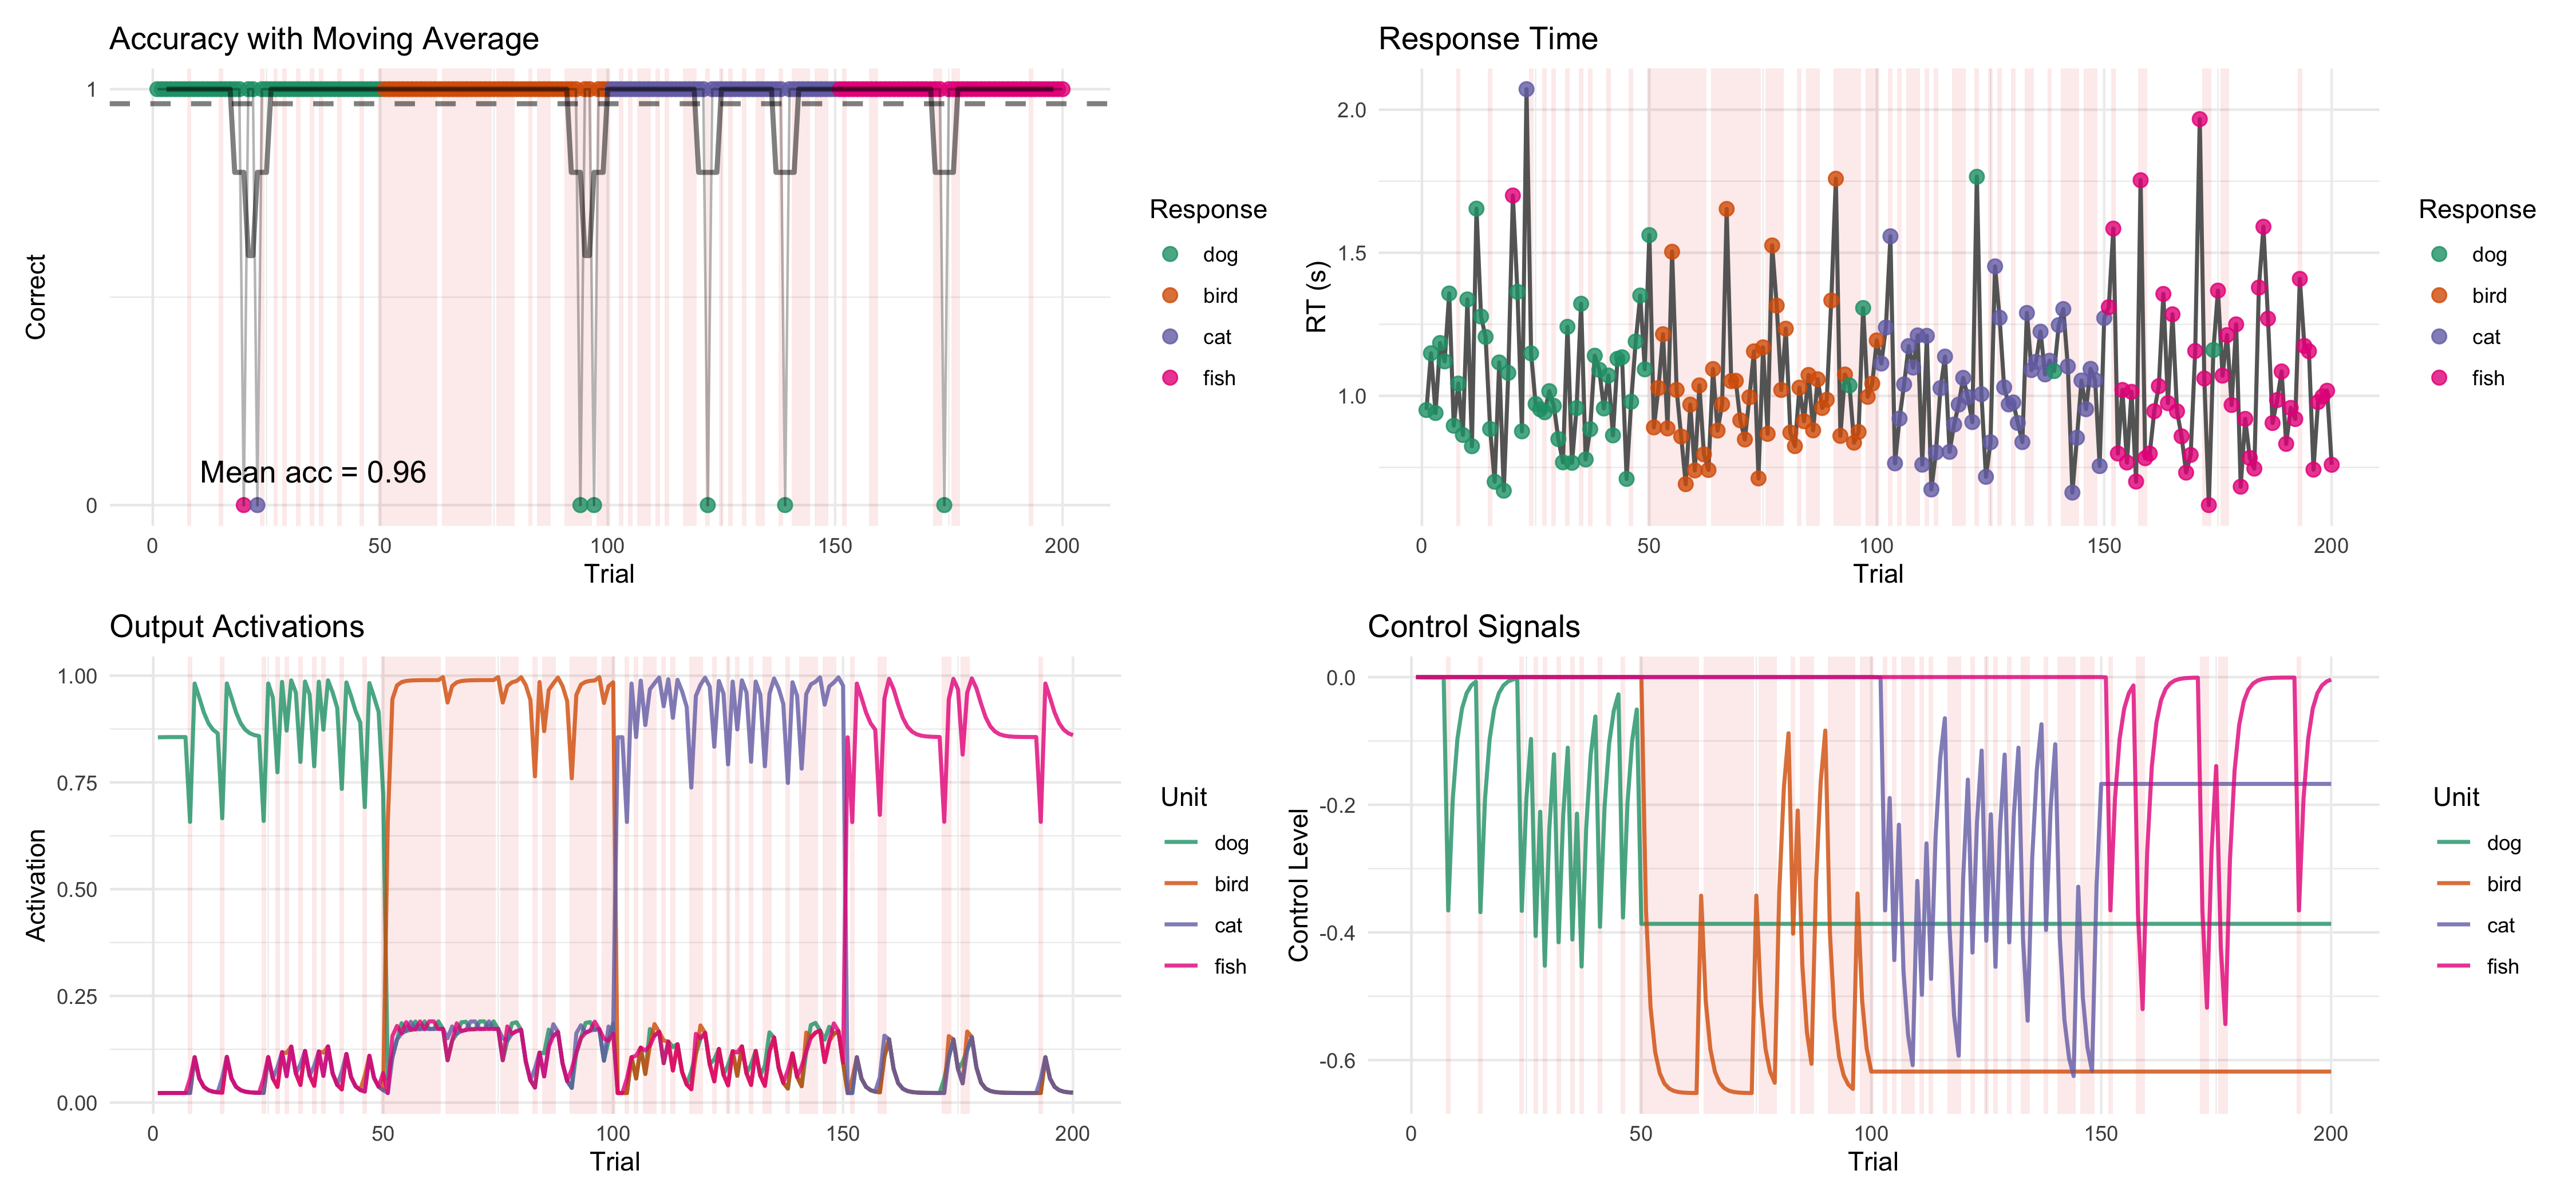 Accuracy with Moving Average
Correct
1
0
Mean acc = 0.96
0 50 100 150 200
Trial
Response
dog
bird
cat
fish
Response Time
RT (s)
2.0
1.5
1.0
0 50 100 150 200
Trial
Response
dog
bird
cat
fish
Output Activations
Activation
1.00
0.75
0.50
0.25
0.00
0 50 100 150 200
Trial
Unit
dog
bird
cat
fish
Control Signals
Control Level
0.0
-0.2
-0.4
-0.6
0 50 100 150 200
Trial
Unit
dog
bird
cat
fish